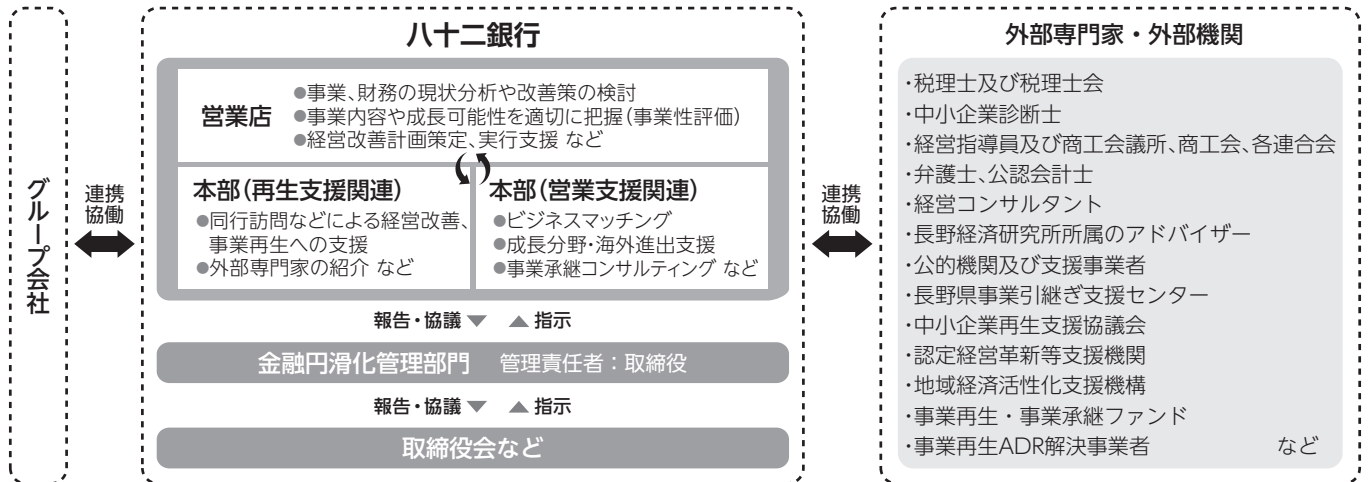 グループ会社
連携
協働
八十二銀行
営業店
●事業、財務の現状分析や改善策の検討
●事業内容や成長可能性を適切に把握(事業性評価)
●経営改善計画策定、実行支援 など
本部(再生支援関連)
●同行訪問などによる経営改善、
事業再生への支援
●外部専門家の紹介 など
本部(営業支援関連)
●ビジネスマッチング
●成長分野・海外進出支援
●事業承継コンサルティング など
報告・協議▼ ▲指示
金融円滑化管理部門 管理責任者：取締役
報告・協議▼ ▲指示
取締役会など
連携
協働
外部専門家・外部機関
・税理士及び税理士会
・中小企業診断士
・経営指導員及び商工会議所、商工会、各連合会
・弁護士、公認会計士
・経営コンサルタント
・長野経済研究所所属のアドバイザー
・公的機関及び支援事業者
・長野県事業引継ぎ支援センター
・中小企業再生支援協議会
・認定経営革新等支援機関
・地域経済活性化支援機構
・事業再生・事業承継ファンド
・事業再生ADR解決事業者 など